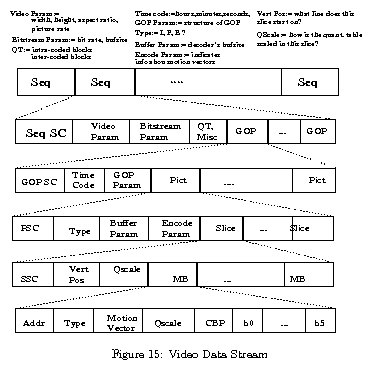 Video Param =
width, height, aspect ratio,
picture rate
Bitstream Param: = bit rate, bufsize
QT: = intra-coded blocks
inter-coded blocks
Time code:=hours,minutes,seconds,
GOP Param:= structure of GOP
Type:= I, P, B ?
Buffer Param = decoder's bufsize
Encode Param = indicates
info about motion vectors
Vert Pos:= what line does this
slice start on?
QScale:= How is the quant. table
scaled in this slice?
Seq Seq .... Seq
Seq SC Video Param Bitstream Param QT, Misc GOP ... GOP
GOP SC Time Code GOP Param Pict .... Pict
PSC Type Buffer Param Encode Param Slice ... Slice
SSC Vert Pos Qscale MB .... MB
Addr Type Motion Vector Qscale CBP b0 ... b5
Figure 15: Video Data Stream